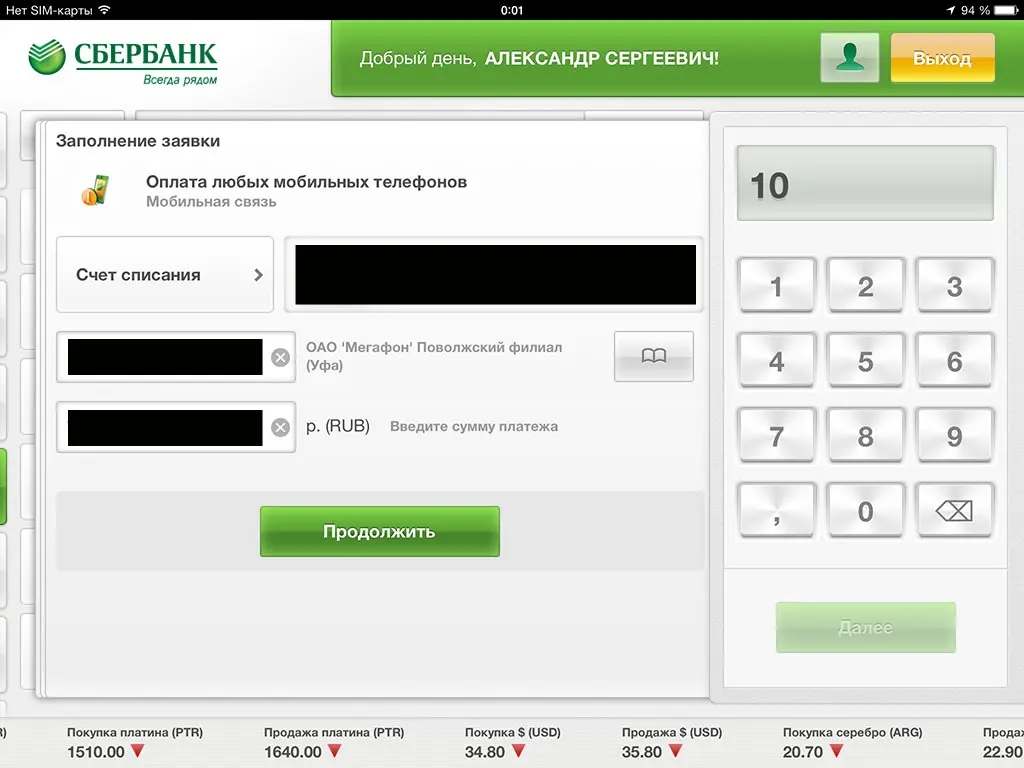 Нет SIM-карты
0:01
94 %
СБЕРБАНК
Всегда рядом
Добрый день, АЛЕКСАНДР СЕРГЕЕВИЧ!
Выход
Заполнение заявки
Оплата любых мобильных телефонов
Мобильная связь
Счет списания
ОАО 'Мегафон' Поволжский филиал
(Уфа)
р. (RUB)
Введите сумму платежа
Продолжить
10
1 2 3
4 5 6
7 8 9
, 0
Далее
R) Покупка платина (PTR) Продажа платина (PTR) Покупка $ (USD) Продажа $ (USD) Покупка серебро (ARG) Прода
1510.00 1640.00 34.80 35.80 20.70 22.90